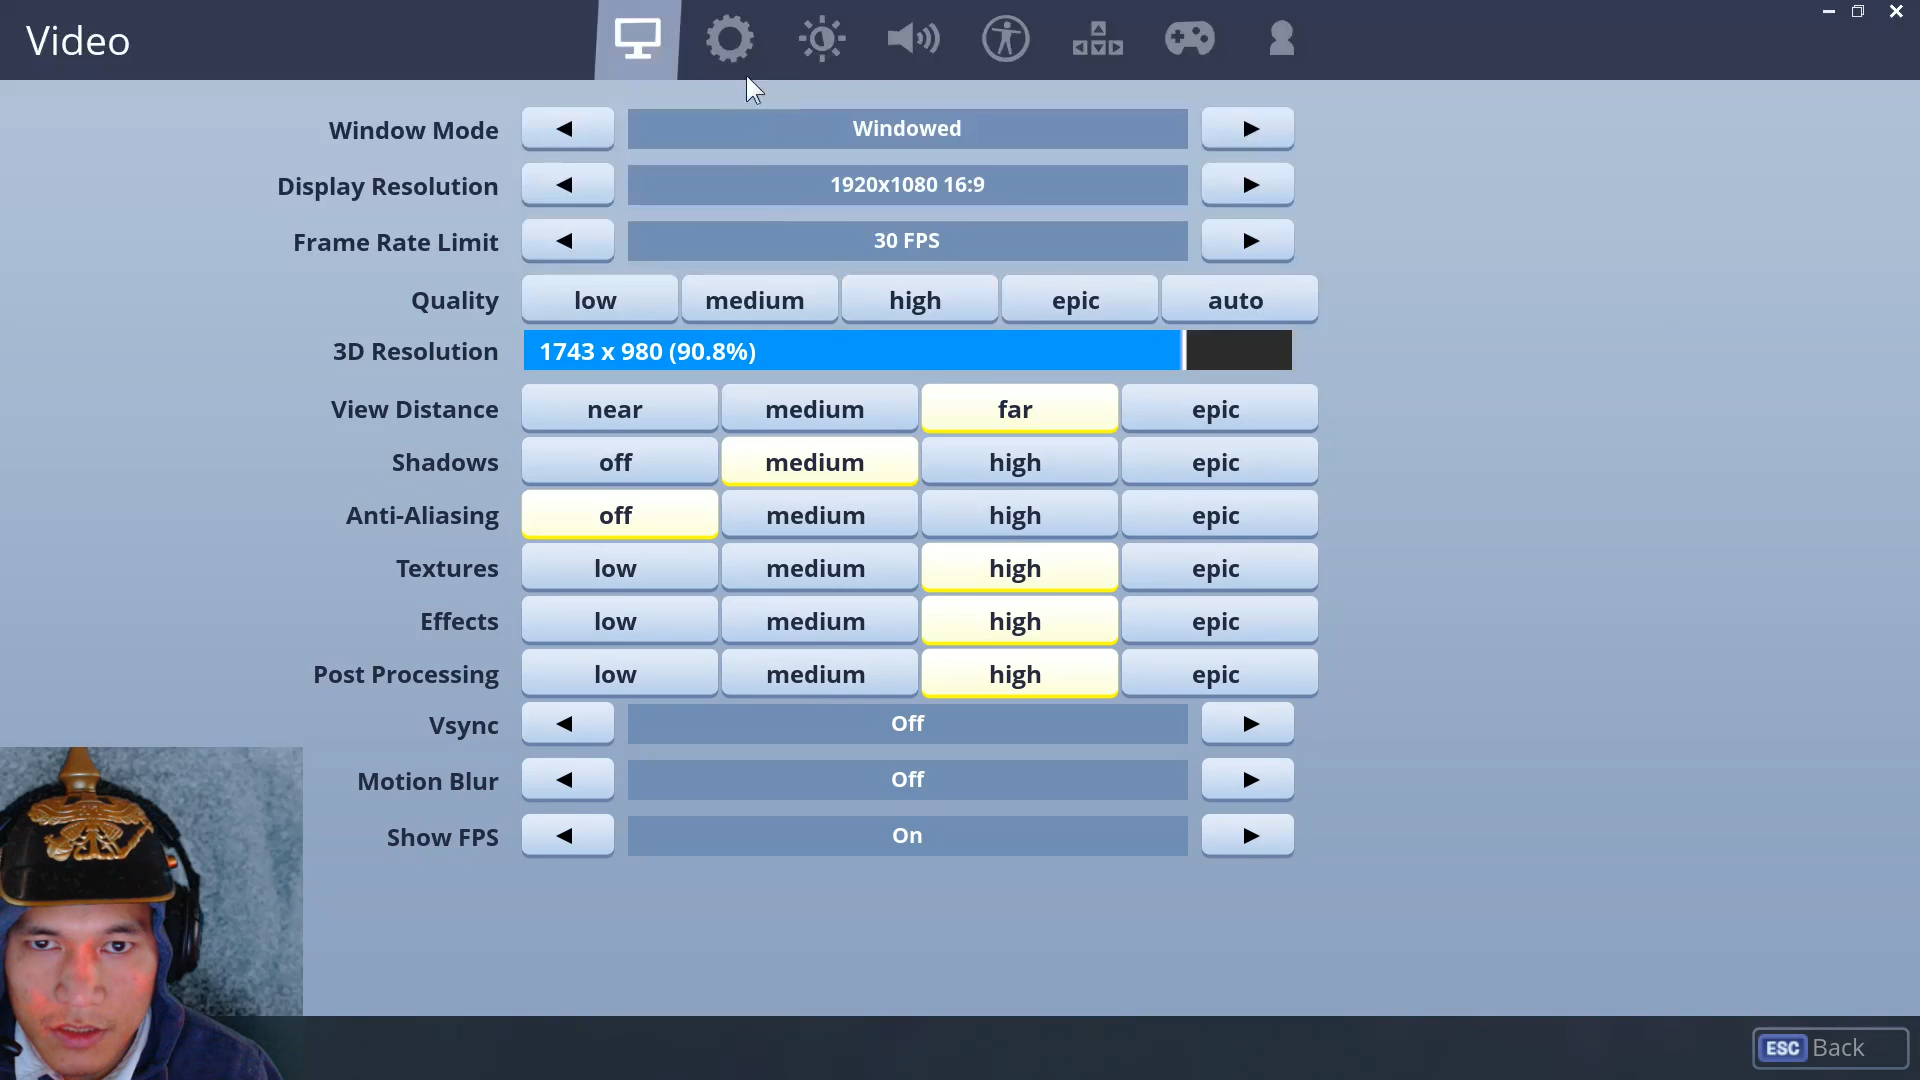 Video
Window Mode Windowed
Display Resolution 1920x1080 16:9
Frame Rate Limit 30 FPS
Quality low medium high epic auto
3D Resolution 1743 x 980 (90.8%)
View Distance near medium far epic
Shadows off medium high epic
Anti-Aliasing off medium high epic
Textures low medium high epic
Effects low medium high epic
Post Processing low medium high epic
Vsync Off
Motion Blur Off
Show FPS On
ESC Back